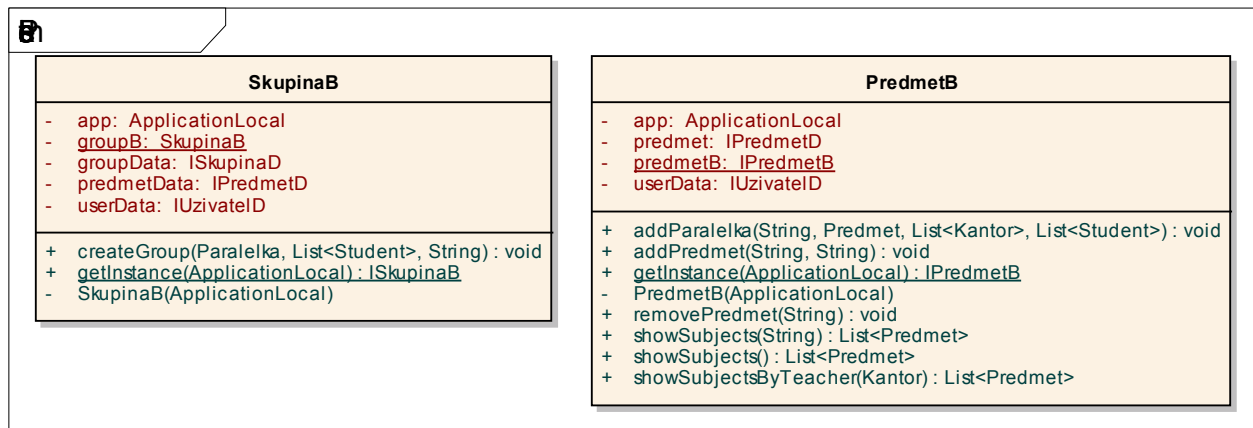 SkupinaB
- app: ApplicationLocal
- groupB: SkupinaB
- groupData: ISkupinaD
- predmetData: IPredmetD
- userData: IUzivatelD
+ createGroup(Paralelka, List<Student>, String) : void
+ getInstance(ApplicationLocal) : ISkupinaB
- SkupinaB(ApplicationLocal)
PredmetB
- app: ApplicationLocal
- predmet: IPredmetD
- predmetB: IPredmetB
- userData: IUzivatelD
+ addParalelka(String, Predmet, List<Kantor>, List<Student>) : void
+ addPredmet(String, String) : void
+ getInstance(ApplicationLocal) : IPredmetB
- PredmetB(ApplicationLocal)
+ removePredmet(String) : void
+ showSubjects(String) : List<Predmet>
+ showSubjects() : List<Predmet>
+ showSubjectsByTeacher(Kantor) : List<Predmet>